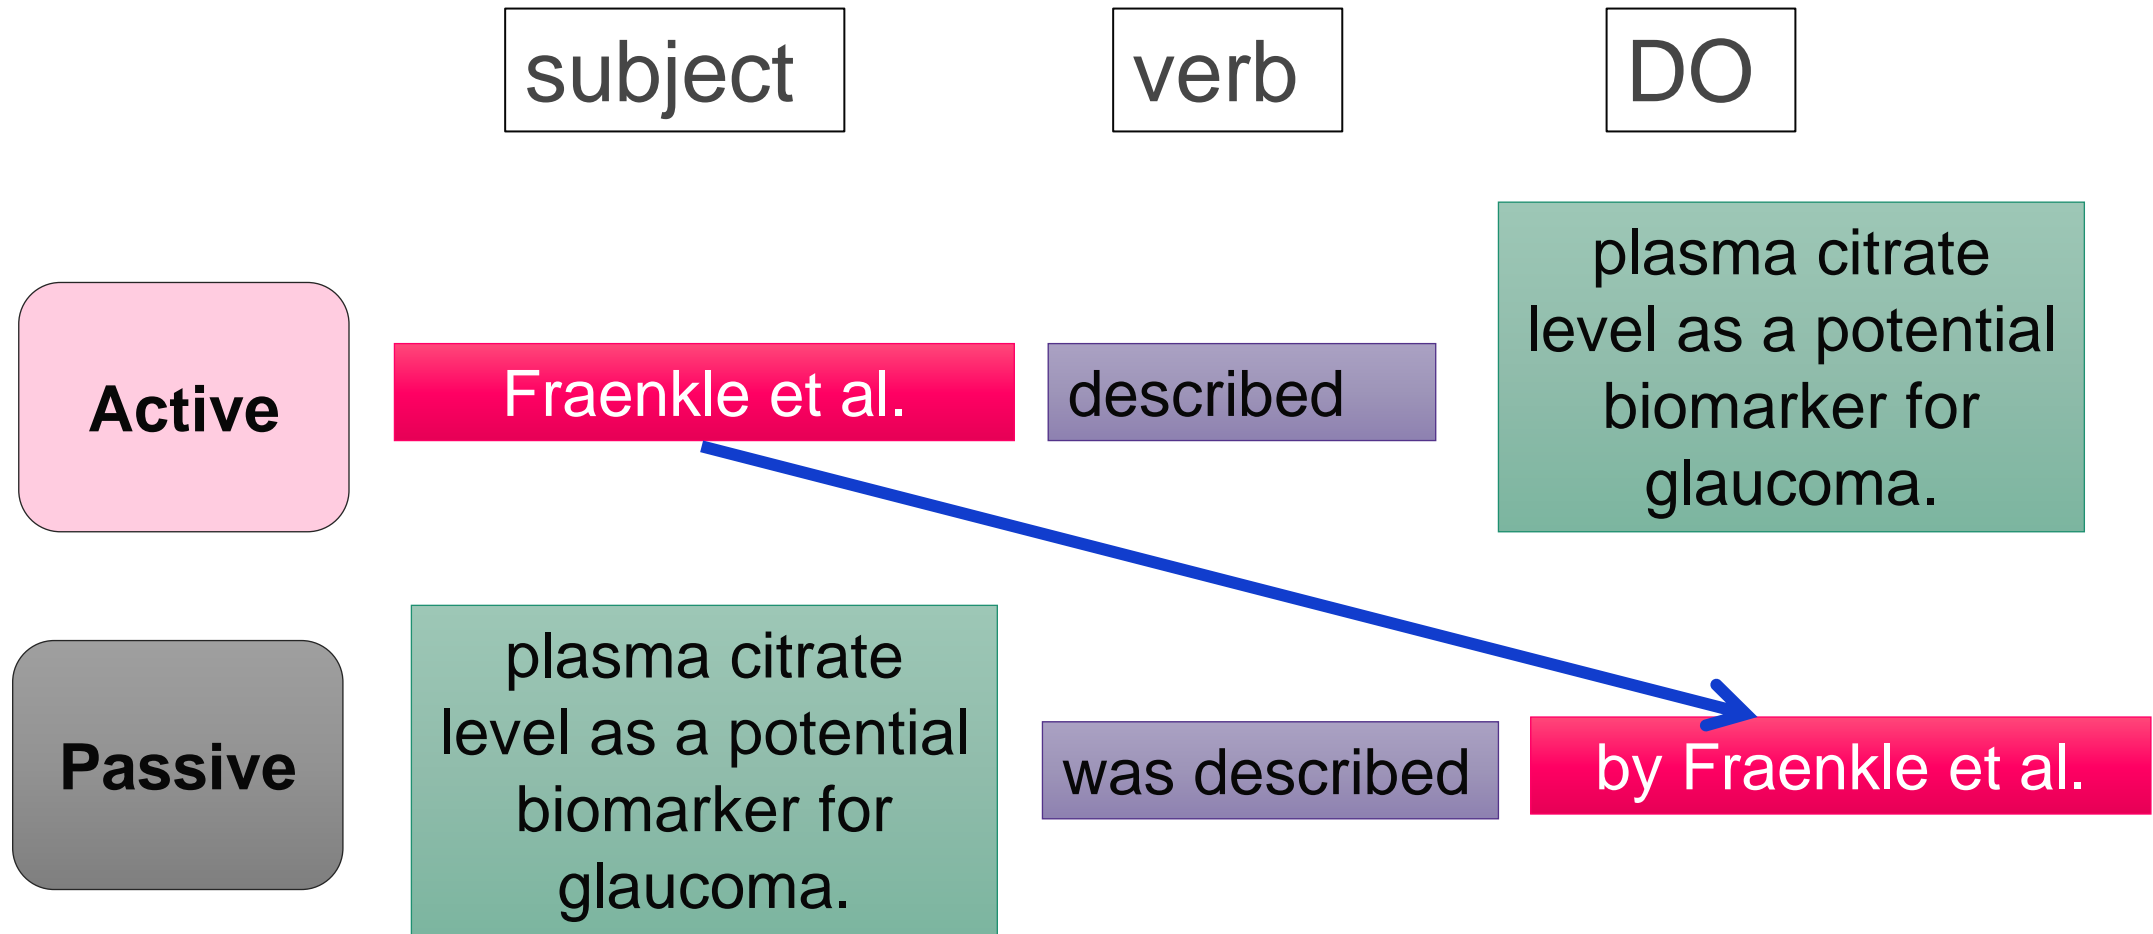 subject
verb
DO
Active
Fraenkle et al.
described
plasma citrate
level as a potential
biomarker for
glaucoma.
Passive
plasma citrate
level as a potential
biomarker for
glaucoma.
was described
by Fraenkle et al.